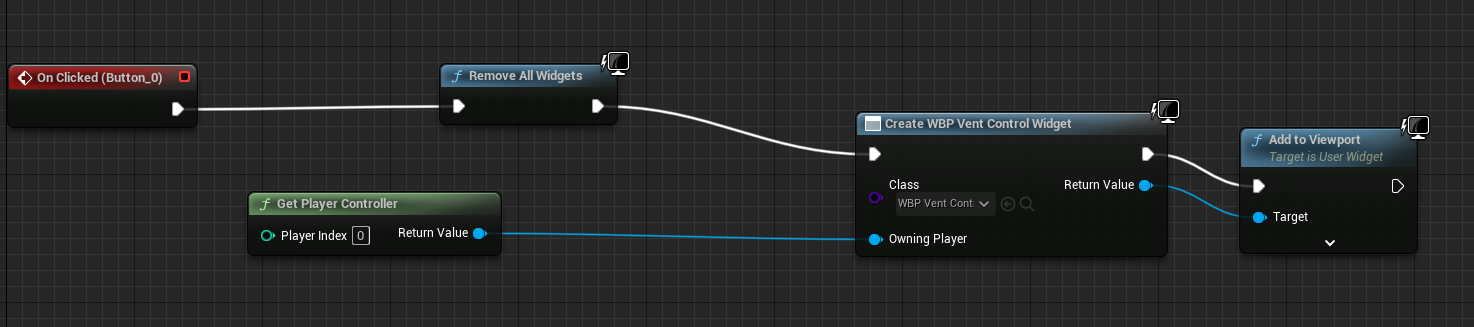 On Clicked (Button_0)
Remove All Widgets
Create WBP Vent Control Widget
Add to Viewport
Target is User Widget
Class
WBP Vent Cont
Return Value
Target
Get Player Controller
Player Index 0
Return Value
Owning Player